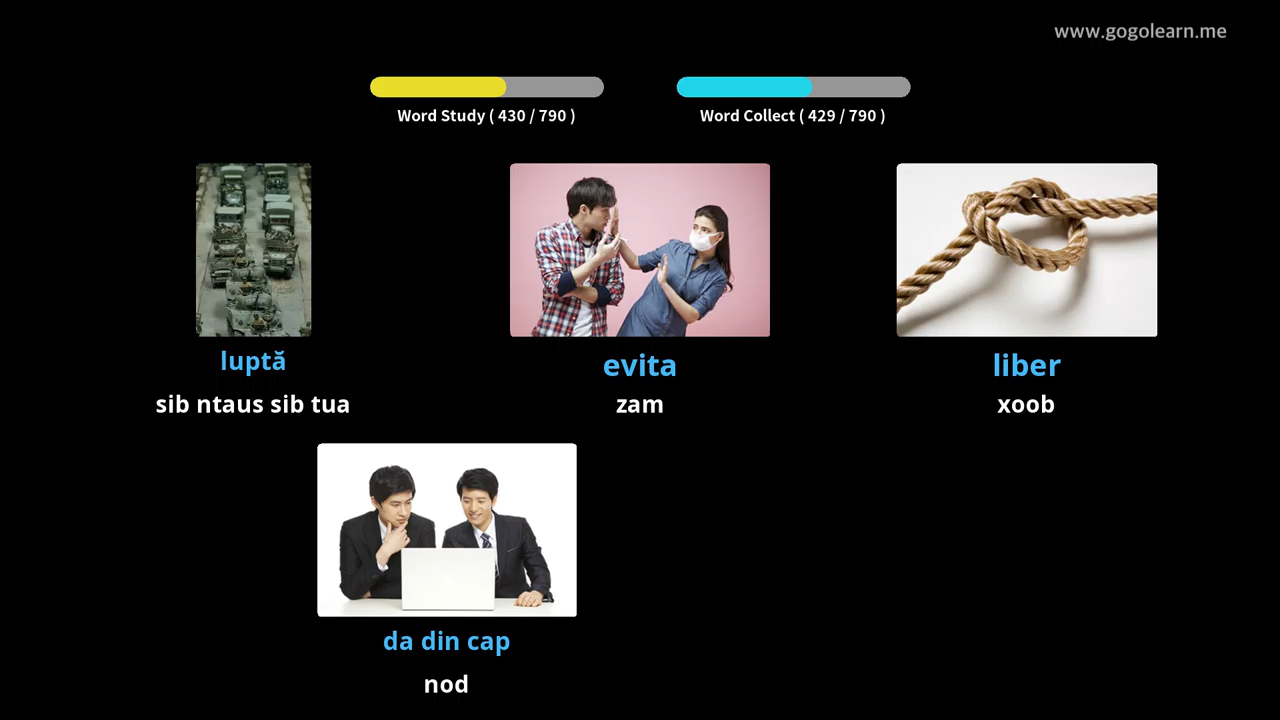 www.gogolearn.me
Word Study ( 430 / 790 )
Word Collect ( 429 / 790 )
luptă
evita
liber
sib ntaus sib tua
zam
xoob
da din cap
nod